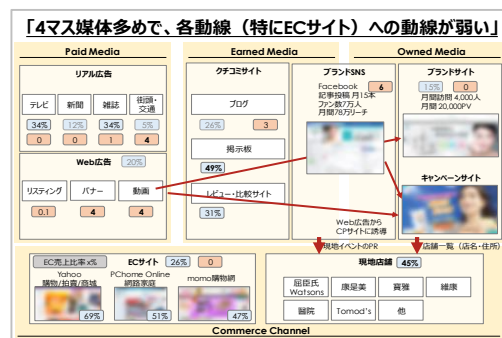 「4マス媒体多めで、各動線（特にECサイト）への動線が弱い」
Paid Media
Earned Media
Owned Media
リアル広告
テレビ
新聞
雑誌
街頭・
交通
34%
12%
34%
5%
0
0
1
4
Web広告
20%
リスティング
バナー
動画
0.1
4
4
クチコミサイト
ブログ
26%
3
掲示板
49%
レビュー・比較サイト
31%
ブランドSNS
Facebook
6
記事投稿 月15本
ファン数7万人
月間78万リーチ
Web広告から
CPサイトに誘導
ブランドサイト
15%
0
月間訪問 4,000人
月間 20,000PV
キャンペーンサイト
現地イベントのPR
店舗一覧（店名・住所）
EC売上比率x%
ECサイト
26%
0
Yahoo
購物/拍賣/商城
PChome Online
網路家庭
momo購物網
69%
51%
47%
現地店舗
45%
屈臣氏
Watsons
康是美
寶雅
維康
醫院
Tomod's
他
Commerce Channel